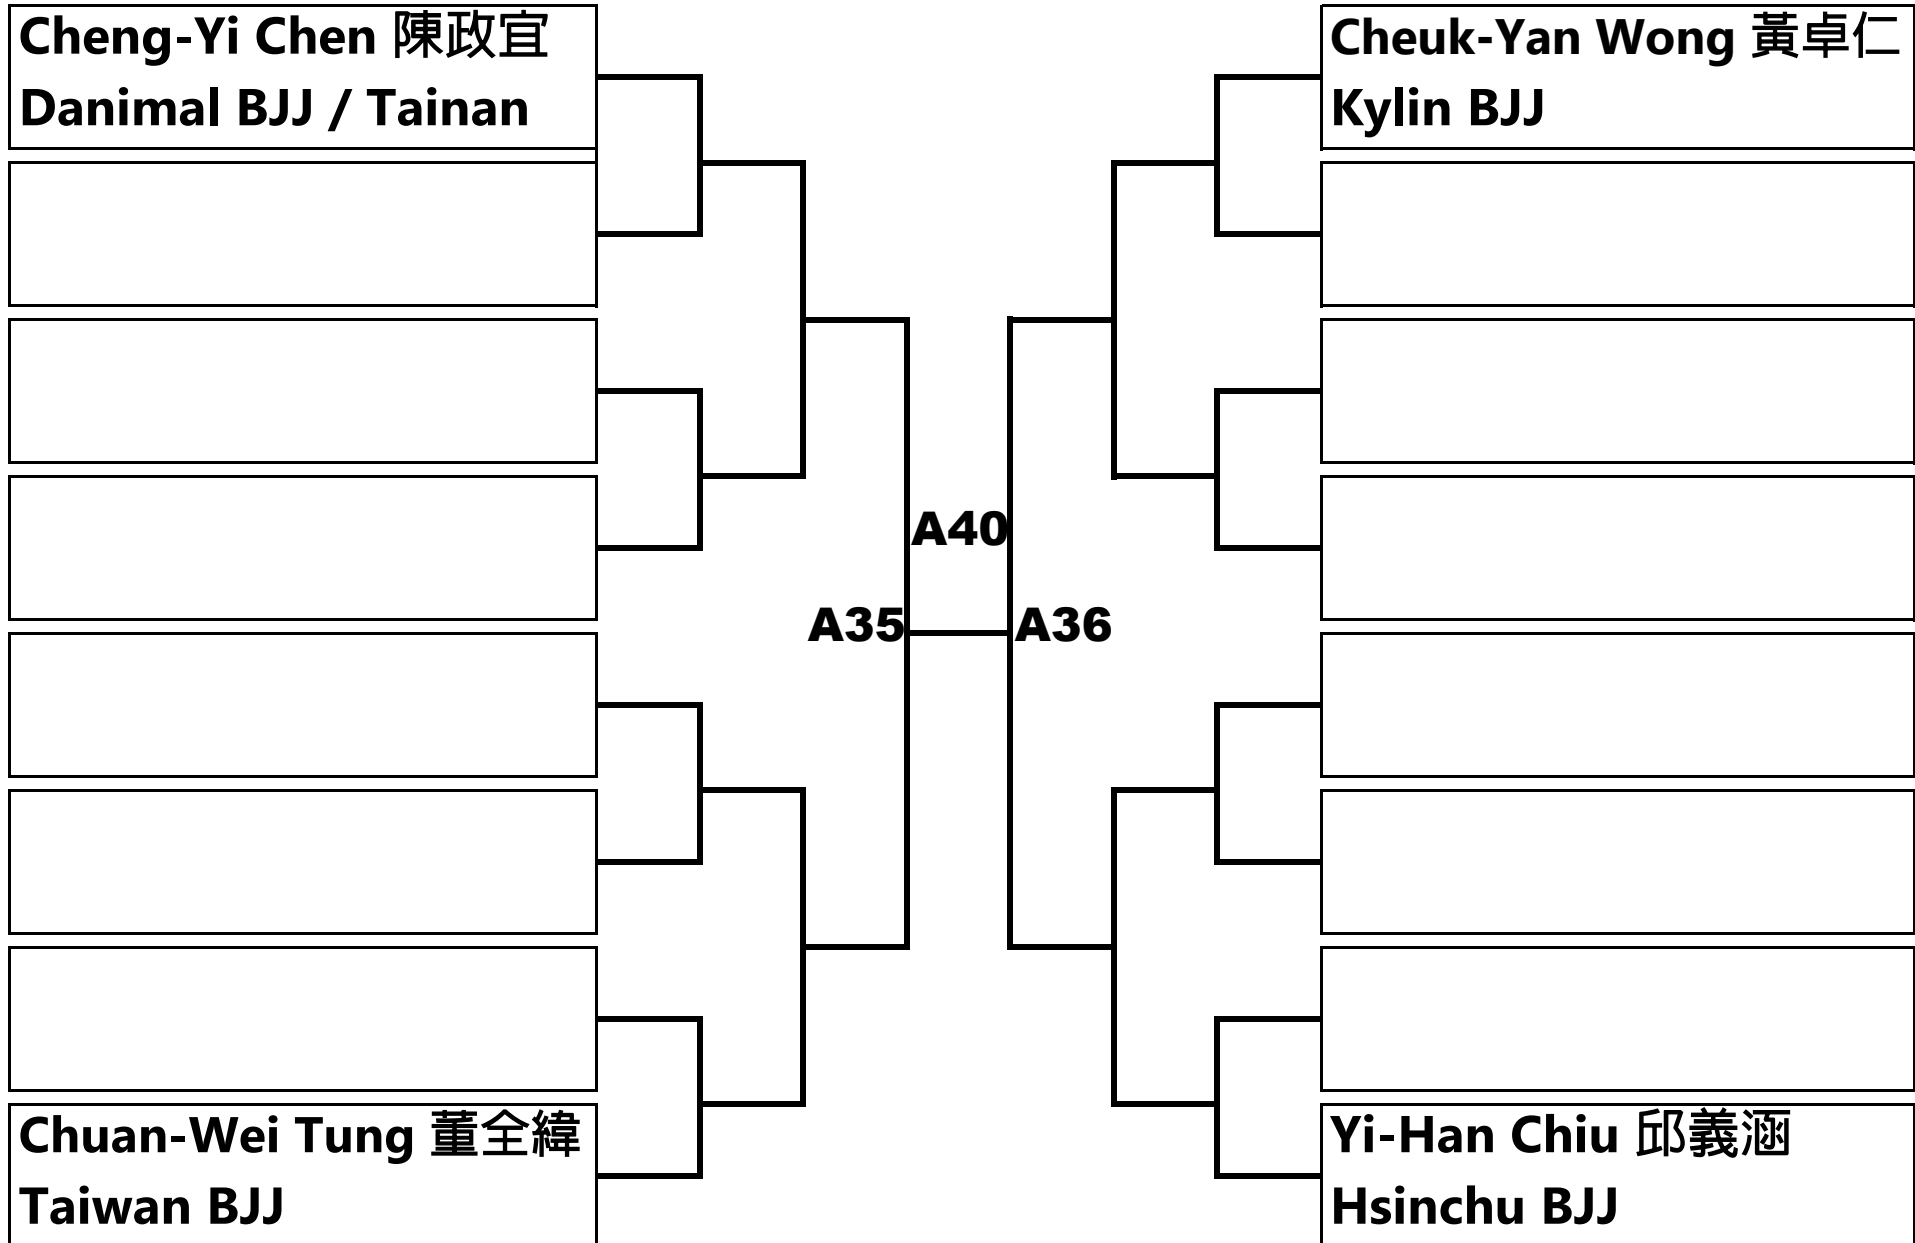 Cheng-Yi Chen 陳政宜
Danimal BJJ / Tainan
Cheuk-Yan Wong 黃卓仁
Kylin BJJ
A40
A35
A36
Chuan-Wei Tung 董全緯
Taiwan BJJ
Yi-Han Chiu 邱義涵
Hsinchu BJJ